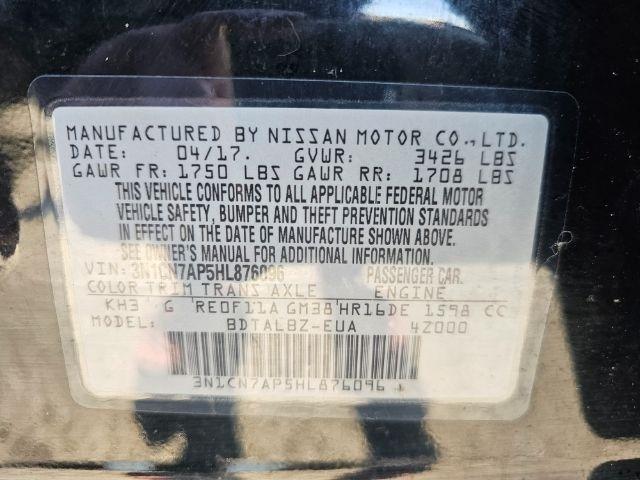 MANUFACTURED BY NISSAN MOTOR CO., LTD.
DATE: 04/17. GVWR: 3426 LBS
GAWR FR: 1750 LBS GAWR RR: 1708 LBS
THIS VEHICLE CONFORMS TO ALL APPLICABLE FEDERAL MOTOR
VEHICLE SAFETY, BUMPER AND THEFT PREVENTION STANDARDS
IN EFFECT ON THE DATE OF MANUFACTURE SHOWN ABOVE.
SEE OWNER'S MANUAL FOR ADDITIONAL INFORMATION.
VIN: 3N1CN7AP5HL876096 PASSENGER CAR.
COLOR TRIM TRANS AXLE ENGINE
KH3 G RE0F11A GM38 HR16DE 1598 CC
MODEL: BDTALBZ-EUA 4Z000
3N1CN7AP5HL876096